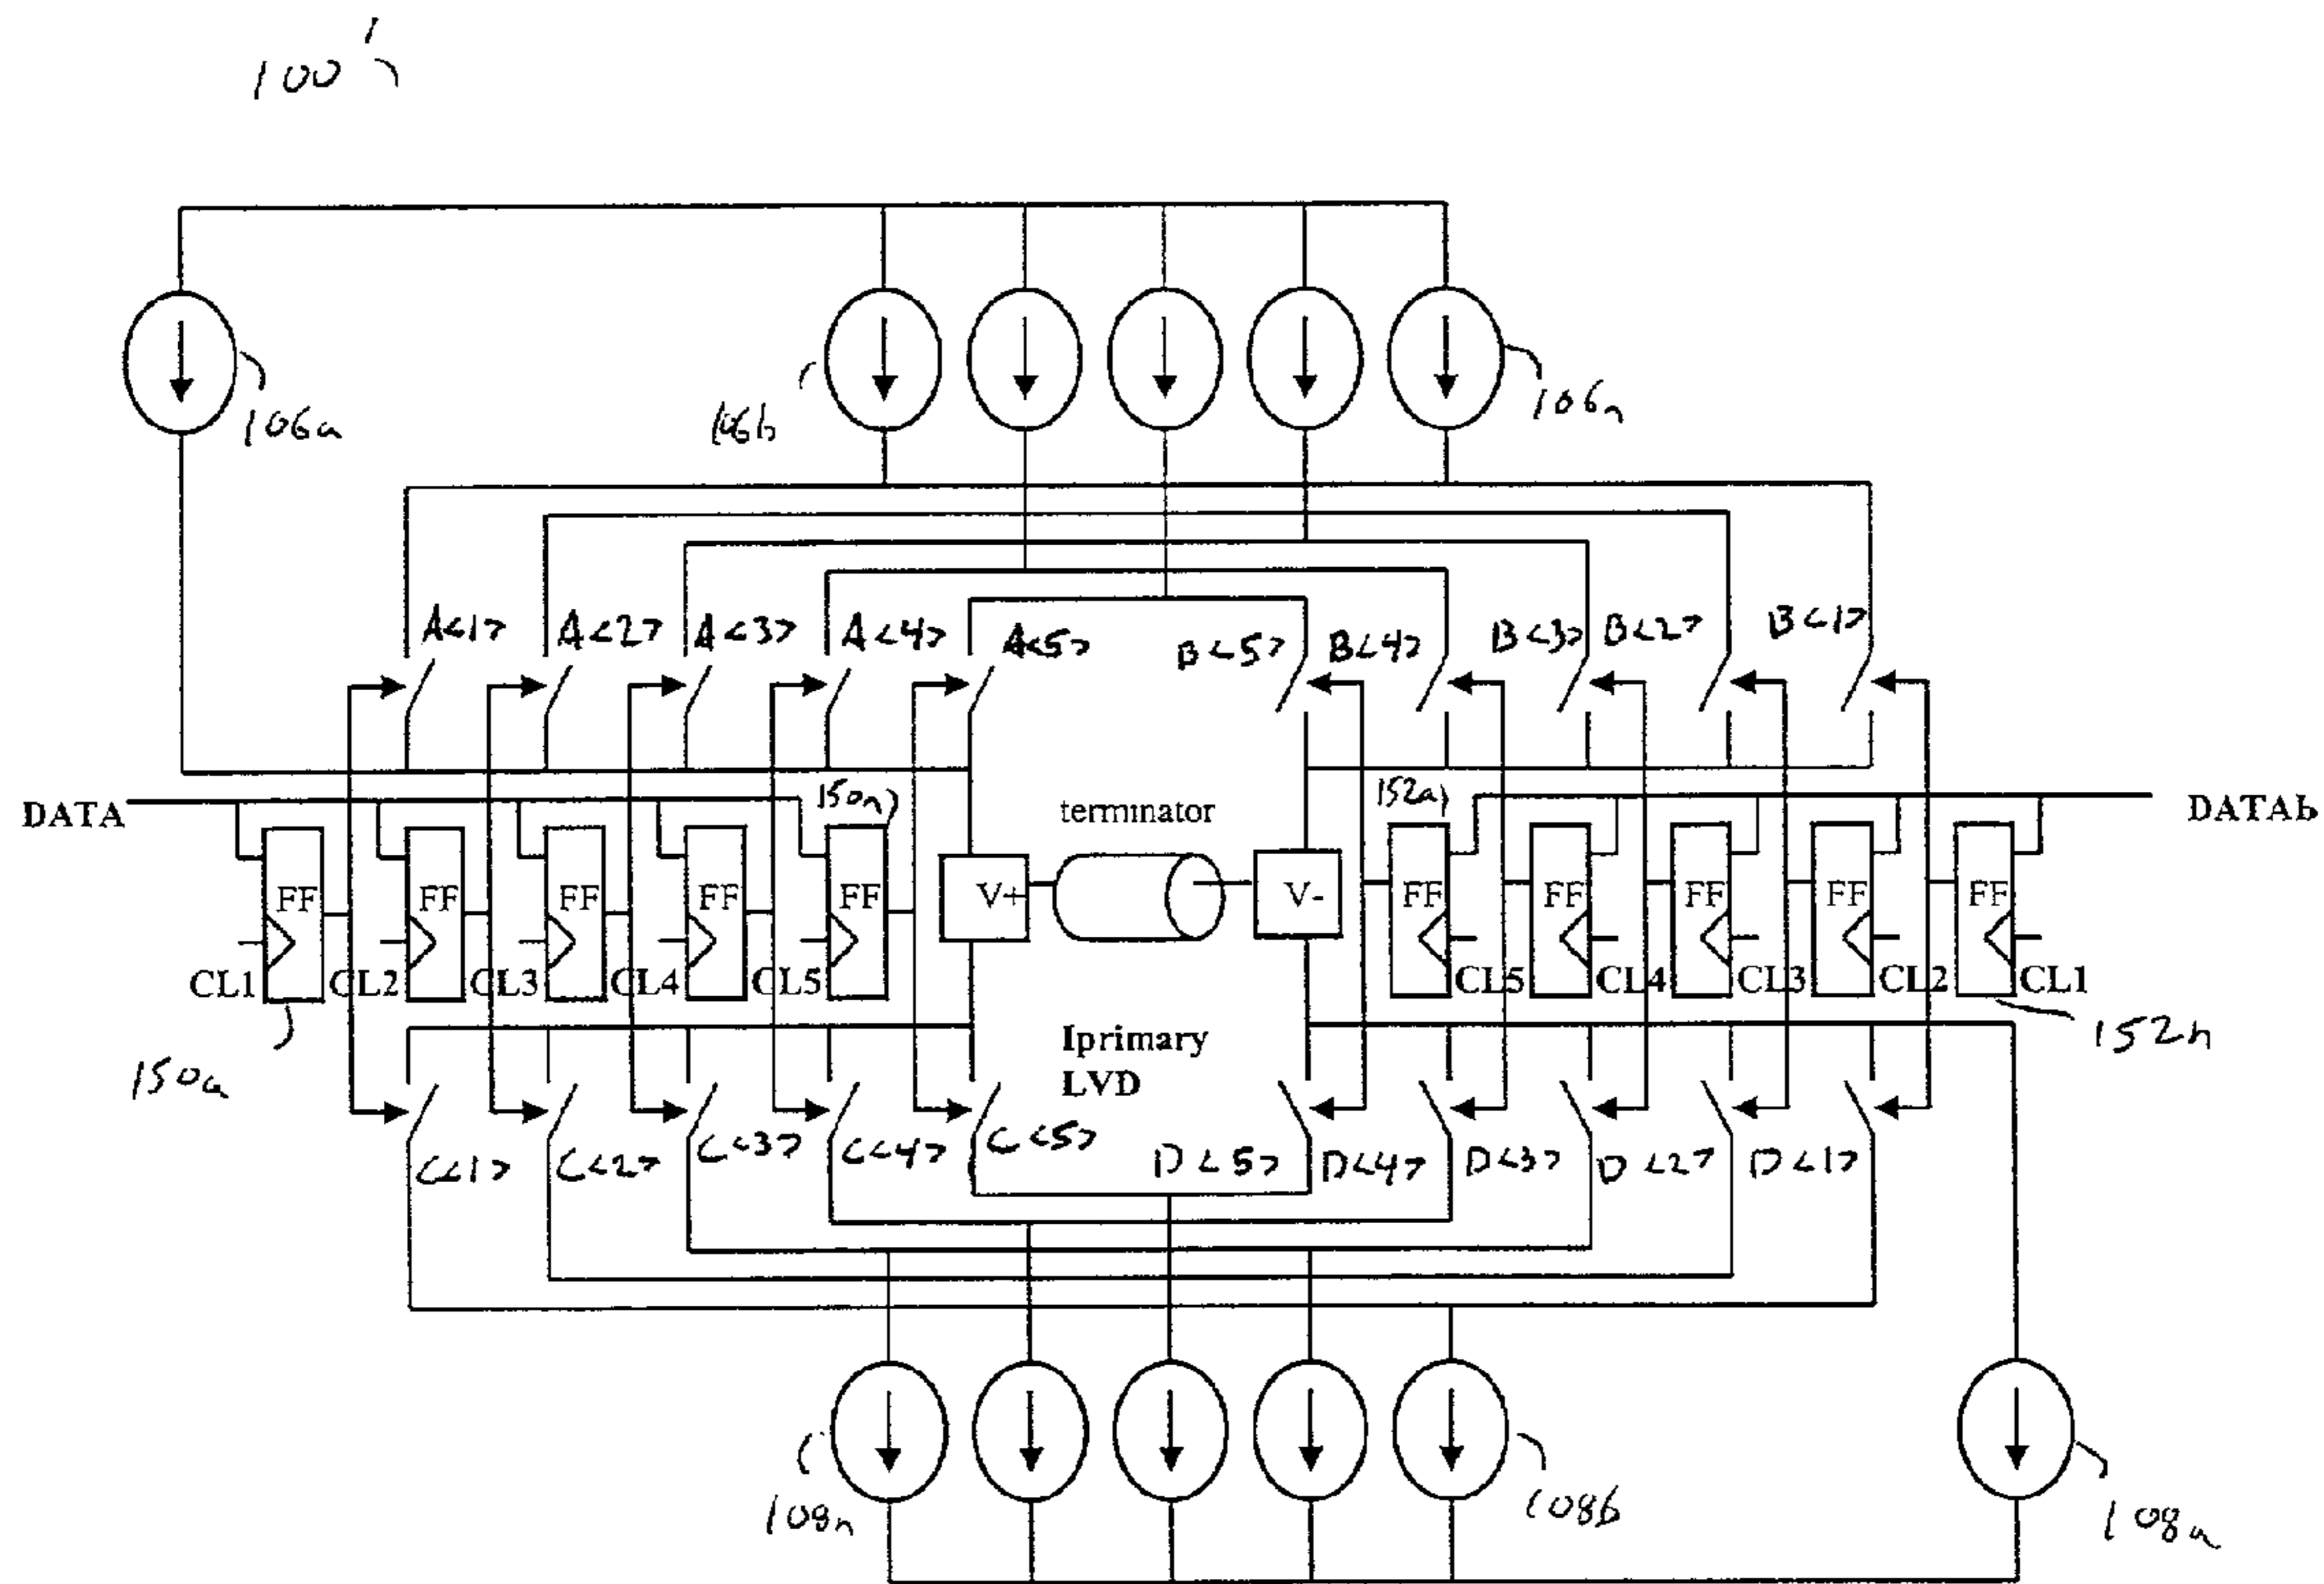 100'
106a
106b
106n
A<1> A<2> A<3> A<4> A<5> B<5> B<4> B<3> B<2> B<1>
DATA 150n terminator 152a DATAb
FF FF FF FF FF V+ V- FF FF FF FF FF
CL1 CL2 CL3 CL4 CL5 CL5 CL4 CL3 CL2 CL1
150a Iprimary 152n
LVD
C<1> C<2> C<3> C<4> C<5> D<5> D<4> D<3> D<2> D<1>
108n 108b 108a